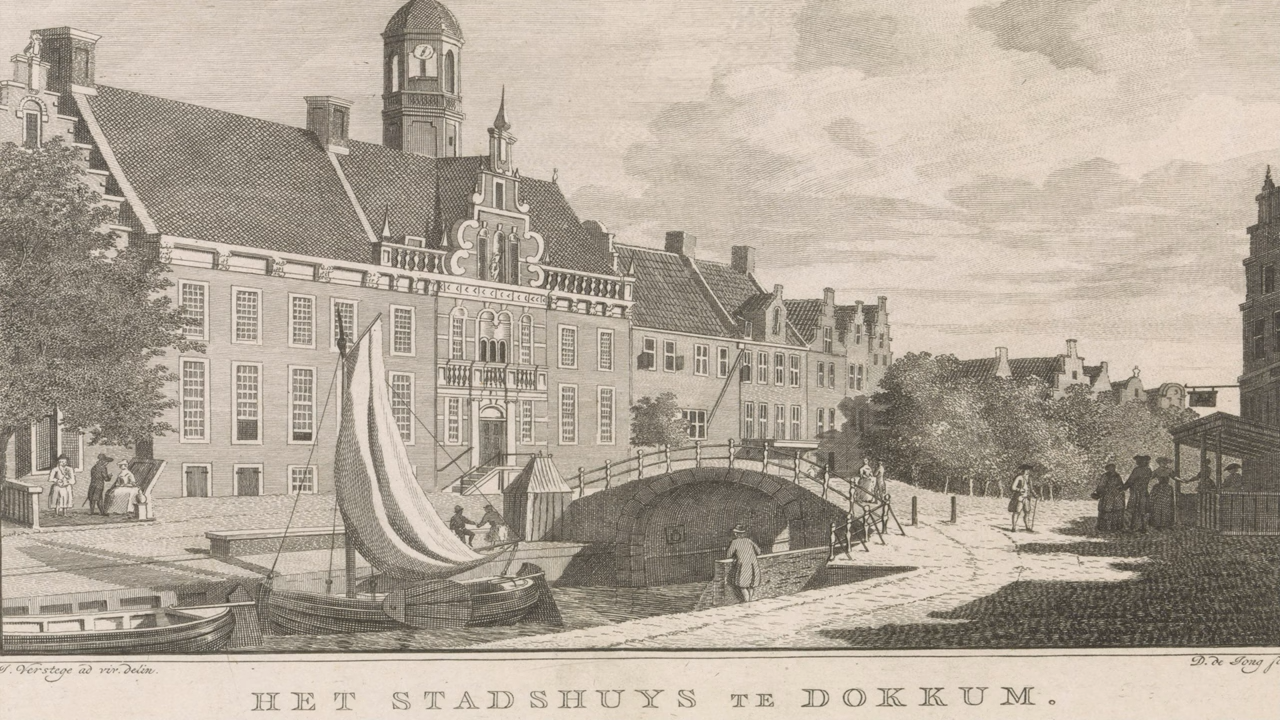 J. Verstege ad viv. delin.
D. de Jong
HET STADSHUYS TE DOKKUM.